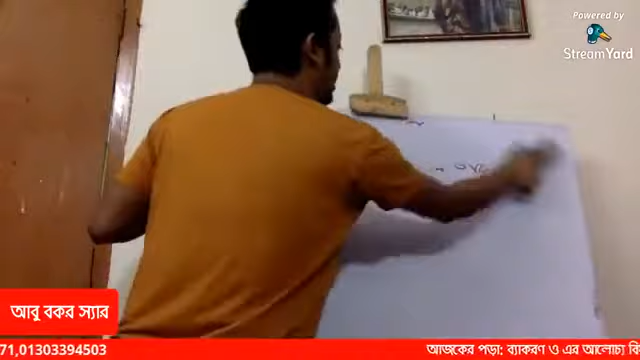 Powered by
StreamYard
আবু বকর স্যার
71,01303394503
আজকের পড়া: ব্যাকরণ ও এর আলোচ্য বি